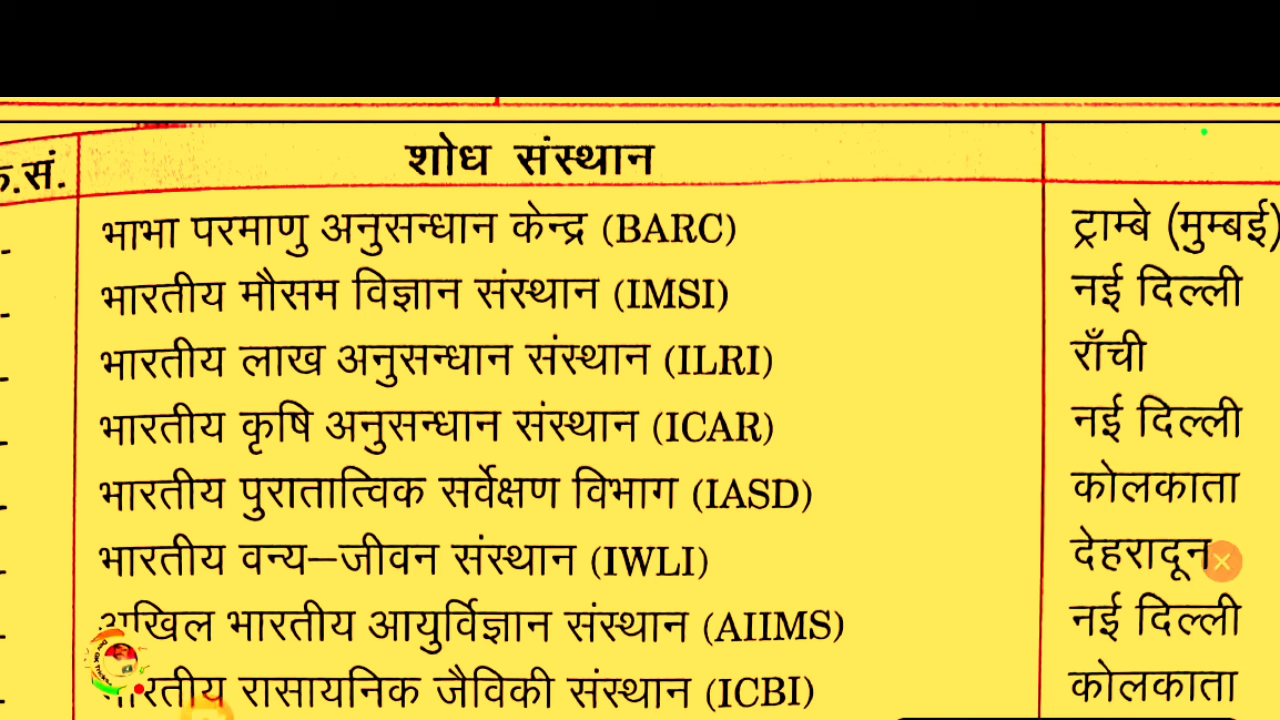 क.सं. शोध संस्थान
भाभा परमाणु अनुसन्धान केन्द्र (BARC) ट्राम्बे (मुम्बई)
भारतीय मौसम विज्ञान संस्थान (IMSI) नई दिल्ली
भारतीय लाख अनुसन्धान संस्थान (ILRI) राँची
भारतीय कृषि अनुसन्धान संस्थान (ICAR) नई दिल्ली
भारतीय पुरातात्विक सर्वेक्षण विभाग (IASD) कोलकाता
भारतीय वन्य–जीवन संस्थान (IWLI) देहरादून
अखिल भारतीय आयुर्विज्ञान संस्थान (AIIMS) नई दिल्ली
भारतीय रासायनिक जैविकी संस्थान (ICBI) कोलकाता